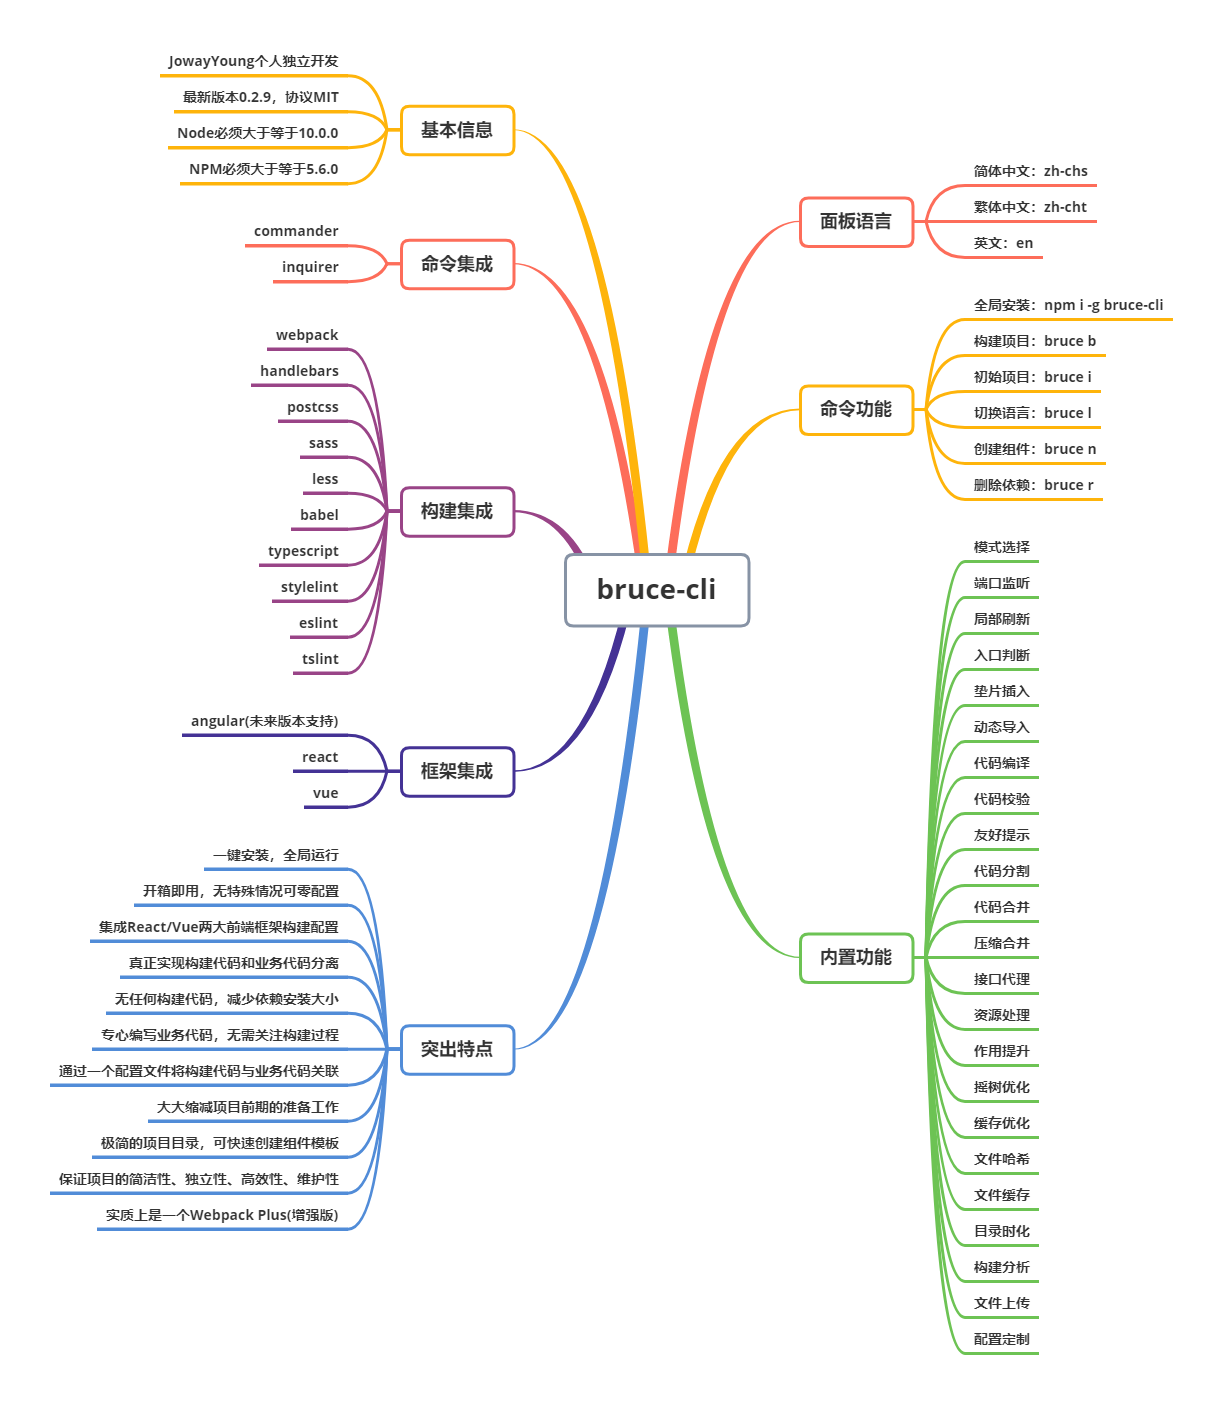 bruce-cli
基本信息
JowayYoung个人独立开发
最新版本0.2.9，协议MIT
Node必须大于等于10.0.0
NPM必须大于等于5.6.0
命令集成
commander
inquirer
构建集成
webpack
handlebars
postcss
sass
less
babel
typescript
stylelint
eslint
tslint
框架集成
angular(未来版本支持)
react
vue
突出特点
一键安装，全局运行
开箱即用，无特殊情况可零配置
集成React/Vue两大前端框架构建配置
真正实现构建代码和业务代码分离
无任何构建代码，减少依赖安装大小
专心编写业务代码，无需关注构建过程
通过一个配置文件将构建代码与业务代码关联
大大缩减项目前期的准备工作
极简的项目目录，可快速创建组件模板
保证项目的简洁性、独立性、高效性、维护性
实质上是一个Webpack Plus(增强版)
面板语言
简体中文：zh-chs
繁体中文：zh-cht
英文：en
命令功能
全局安装：npm i -g bruce-cli
构建项目：bruce b
初始项目：bruce i
切换语言：bruce l
创建组件：bruce n
删除依赖：bruce r
内置功能
模式选择
端口监听
局部刷新
入口判断
垫片插入
动态导入
代码编译
代码校验
友好提示
代码分割
代码合并
压缩合并
接口代理
资源处理
作用提升
摇树优化
缓存优化
文件哈希
文件缓存
目录时化
构建分析
文件上传
配置定制